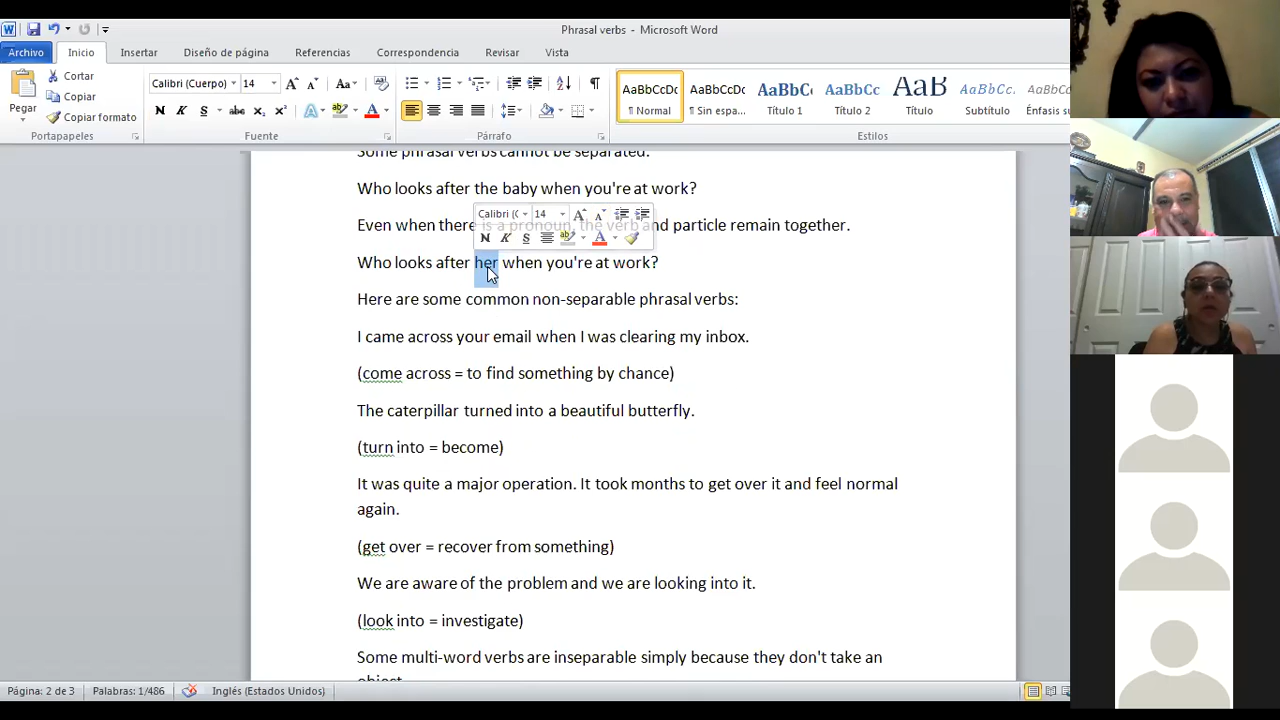 Phrasal verbs - Microsoft Word
Archivo Inicio Insertar Diseño de página Referencias Correspondencia Revisar Vista
Pegar
Cortar
Copiar
Copiar formato
Portapapeles
Calibri (Cuerpo) 14
N K S abc x₂ x²
Fuente
Párrafo
AaBbCcDc AaBbCcDc AaBbC AaBbCc AaB AaBbCc. AaBbCc
¶ Normal ¶ Sin espa... Título 1 Título 2 Título Subtítulo Énfasis su
Estilos
Some phrasal verbs cannot be separated.
Who looks after the baby when you're at work?
Calibri (C 14
Even when there is a pronoun, the verb and particle remain together.
N K S
Who looks after her when you're at work?
Here are some common non-separable phrasal verbs:
I came across your email when I was clearing my inbox.
(come across = to find something by chance)
The caterpillar turned into a beautiful butterfly.
(turn into = become)
It was quite a major operation. It took months to get over it and feel normal
again.
(get over = recover from something)
We are aware of the problem and we are looking into it.
(look into = investigate)
Some multi-word verbs are inseparable simply because they don't take an
object.
Página: 2 de 3 Palabras: 1/486 Inglés (Estados Unidos)